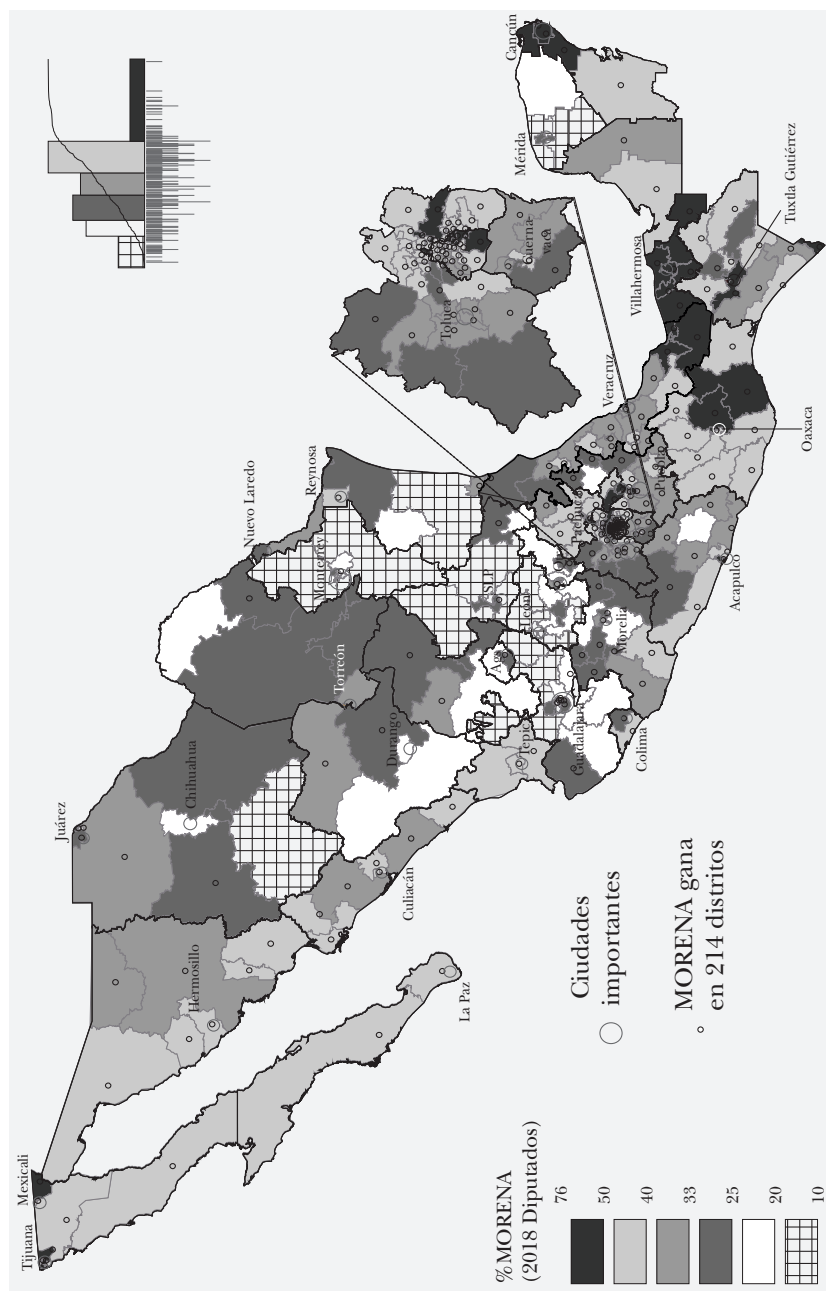 %MORENA
(2018 Diputados)
76
50
40
33
25
20
10
Ciudades
importantes
MORENA gana
en 214 distritos
Tijuana
Mexicali
Hermosillo
La Paz
Juárez
Chihuahua
Culiacán
Torreón
Durango
Nuevo Laredo
Reynosa
Monterrey
SLP
León
Ags
Tepic
Guadalajara
Colima
Morelia
Acapulco
Pachuca
Puebla
Veracruz
Oaxaca
Toluca
Cuerna-
vaca
Villahermosa
Tuxtla Gutiérrez
Mérida
Cancún